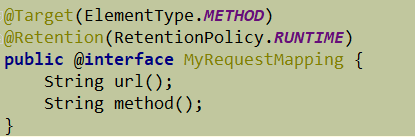 @Target(ElementType.METHOD)
@Retention(RetentionPolicy.RUNTIME)
public @interface MyRequestMapping {
    String url();
    String method();
}